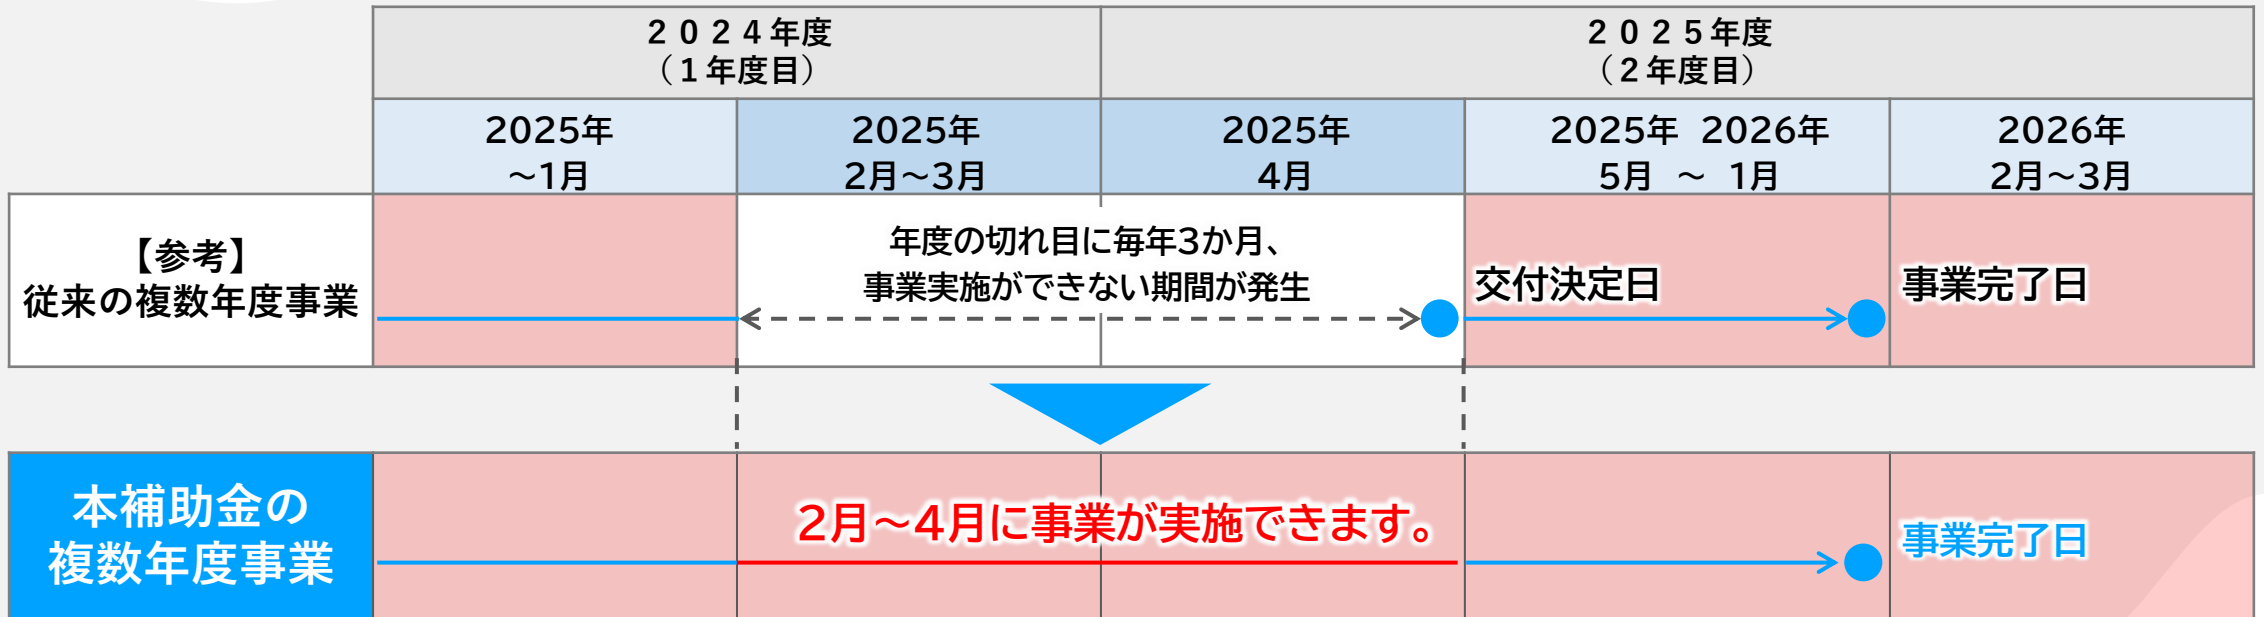 ２０２４年度
（１年度目）
２０２５年度
（２年度目）
2025年
～1月
2025年
2月～3月
2025年
4月
2025年 2026年
5月 ～ 1月
2026年
2月～3月
【参考】
従来の複数年度事業
年度の切れ目に毎年3か月、
事業実施ができない期間が発生
交付決定日
事業完了日
本補助金の
複数年度事業
2月～4月に事業が実施できます。
事業完了日